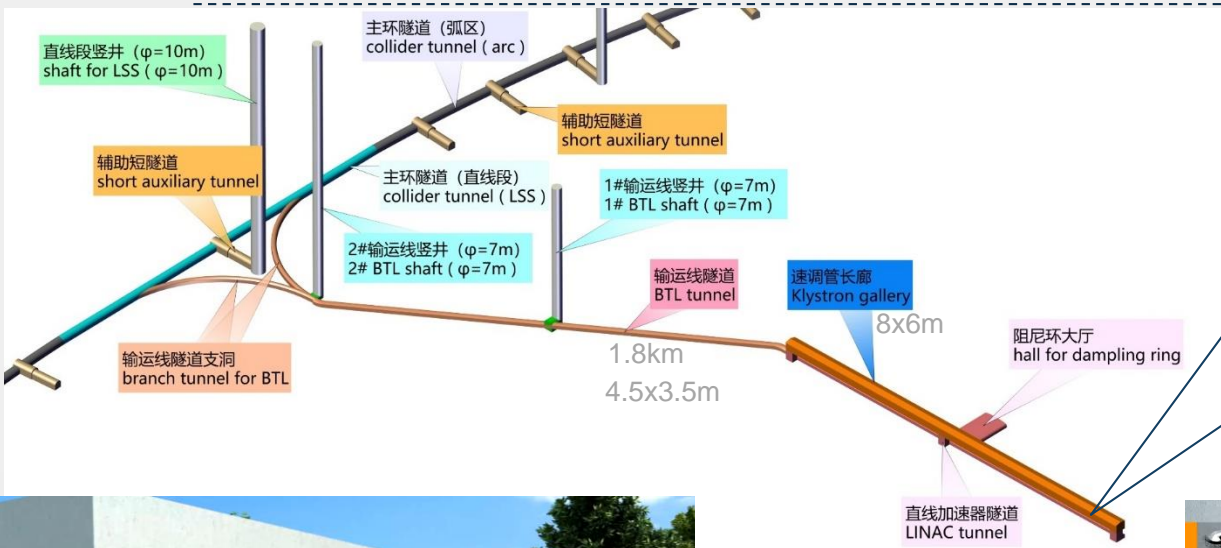 主环隧道（弧区）
collider tunnel ( arc )
直线段竖井（φ=10m）
shaft for LSS ( φ=10m )
辅助短隧道
short auxiliary tunnel
辅助短隧道
short auxiliary tunnel
主环隧道（直线段）
collider tunnel ( LSS )
1#输运线竖井（φ=7m）
1# BTL shaft ( φ=7m )
2#输运线竖井（φ=7m）
2# BTL shaft ( φ=7m )
输运线隧道
BTL tunnel
速调管长廊
Klystron gallery
8x6m
阻尼环大厅
hall for dampling ring
输运线隧道支洞
branch tunnel for BTL
1.8km
4.5x3.5m
直线加速器隧道
LINAC tunnel